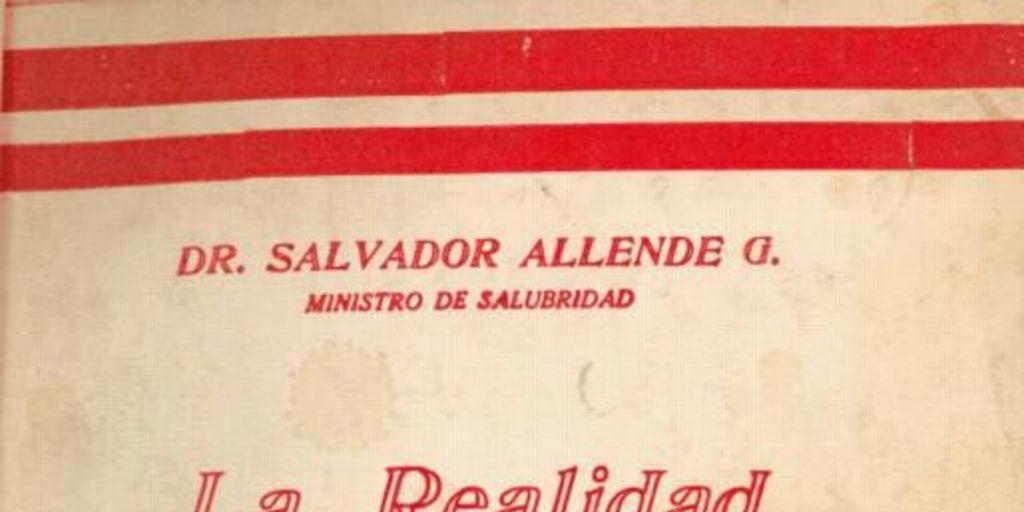 DR. SALVADOR ALLENDE G.
MINISTRO DE SALUBRIDAD
La Realidad